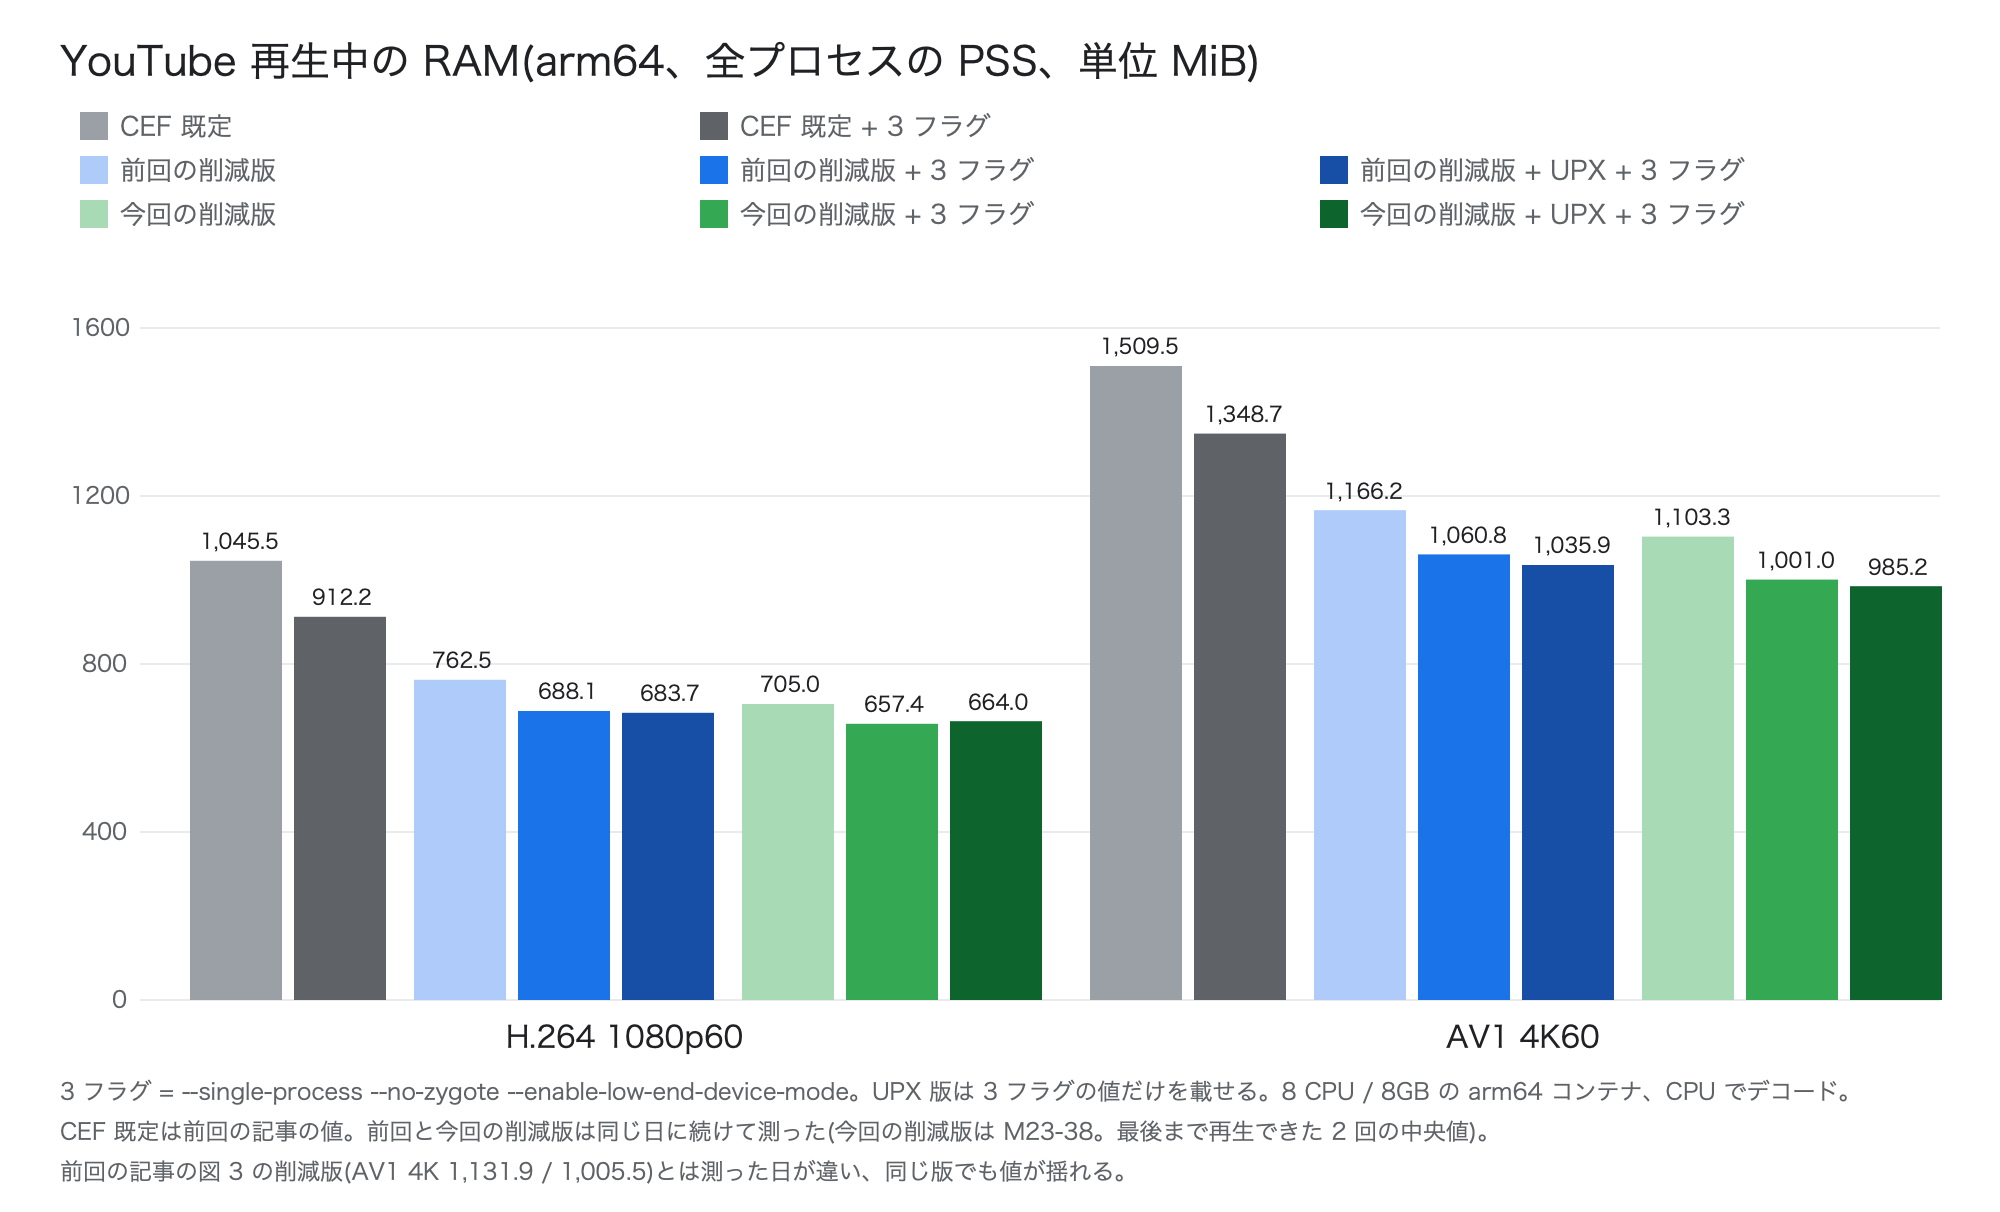 YouTube 再生中の RAM(arm64、全プロセスの PSS、単位 MiB)
CEF 既定
CEF 既定 + 3 フラグ
前回の削減版
前回の削減版 + 3 フラグ
前回の削減版 + UPX + 3 フラグ
今回の削減版
今回の削減版 + 3 フラグ
今回の削減版 + UPX + 3 フラグ
1600
1200
800
400
0
1,045.5
912.2
762.5
688.1
683.7
705.0
657.4
664.0
1,509.5
1,348.7
1,166.2
1,060.8
1,035.9
1,103.3
1,001.0
985.2
H.264 1080p60
AV1 4K60
3 フラグ = --single-process --no-zygote --enable-low-end-device-mode。UPX 版は 3 フラグの値だけを載せる。8 CPU / 8GB の arm64 コンテナ、CPU でデコード。
CEF 既定は前回の記事の値。前回と今回の削減版は同じ日に続けて測った(今回の削減版は M23-38。最後まで再生できた 2 回の中央値)。
前回の記事の図 3 の削減版(AV1 4K 1,131.9 / 1,005.5)とは測った日が違い、同じ版でも値が揺れる。